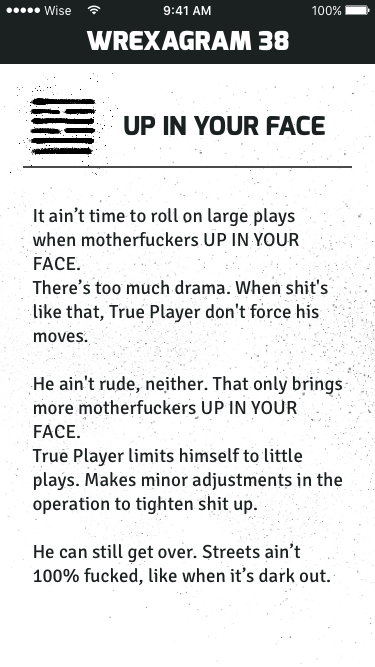 Wise
9:41 AM
100%
WREXAGRAM 38
UP IN YOUR FACE
It ain’t time to roll on large plays
when motherfuckers UP IN YOUR
FACE.
There’s too much drama. When shit's
like that, True Player don't force his
moves.
He ain't rude, neither. That only brings
more motherfuckers UP IN YOUR
FACE.
True Player limits himself to little
plays. Makes minor adjustments in the
operation to tighten shit up.
He can still get over. Streets ain’t
100% fucked, like when it’s dark out.